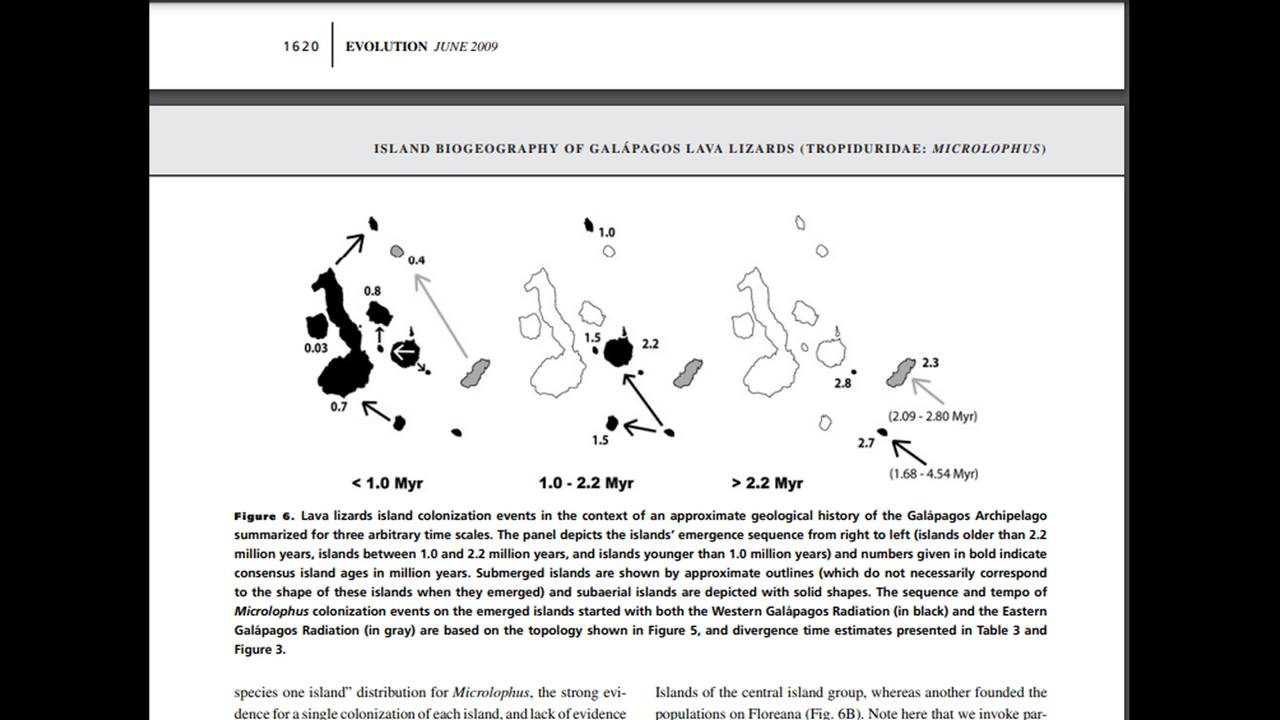 1620 EVOLUTION JUNE 2009
ISLAND BIOGEOGRAPHY OF GALÁPAGOS LAVA LIZARDS (TROPIDURIDAE: MICROLOPHUS)
0.4
0.8
0.03
0.7
< 1.0 Myr
1.0
1.5
2.2
1.5
1.0 - 2.2 Myr
2.3
2.8
(2.09 - 2.80 Myr)
2.7
(1.68 - 4.54 Myr)
> 2.2 Myr
Figure 6. Lava lizards island colonization events in the context of an approximate geological history of the Galápagos Archipelago
summarized for three arbitrary time scales. The panel depicts the islands' emergence sequence from right to left (islands older than 2.2
million years, islands between 1.0 and 2.2 million years, and islands younger than 1.0 million years) and numbers given in bold indicate
consensus island ages in million years. Submerged islands are shown by approximate outlines (which do not necessarily correspond
to the shape of these islands when they emerged) and subaerial islands are depicted with solid shapes. The sequence and tempo of
Microlophus colonization events on the emerged islands started with both the Western Galápagos Radiation (in black) and the Eastern
Galápagos Radiation (in gray) are based on the topology shown in Figure 5, and divergence time estimates presented in Table 3 and
Figure 3.
species one island” distribution for Microlophus, the strong evi-
dence for a single colonization of each island, and lack of evidence
Islands of the central island group, whereas another founded the
populations on Floreana (Fig. 6B). Note here that we invoke par-